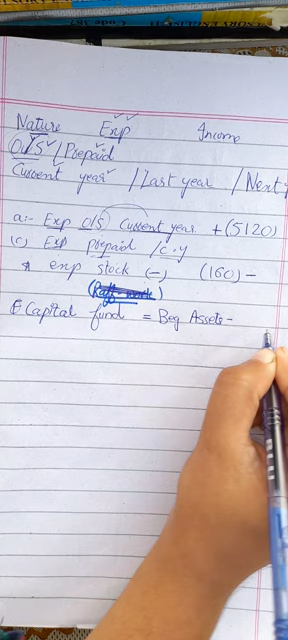 Nature Exp Income
O/S / Prepaid
Current year / Last year / Next
a:- Exp O/S Current year +(5120)
(c) Exp prepaid / c.y
* exp stock (-) (160) -
Capital fund = Beg Assets -